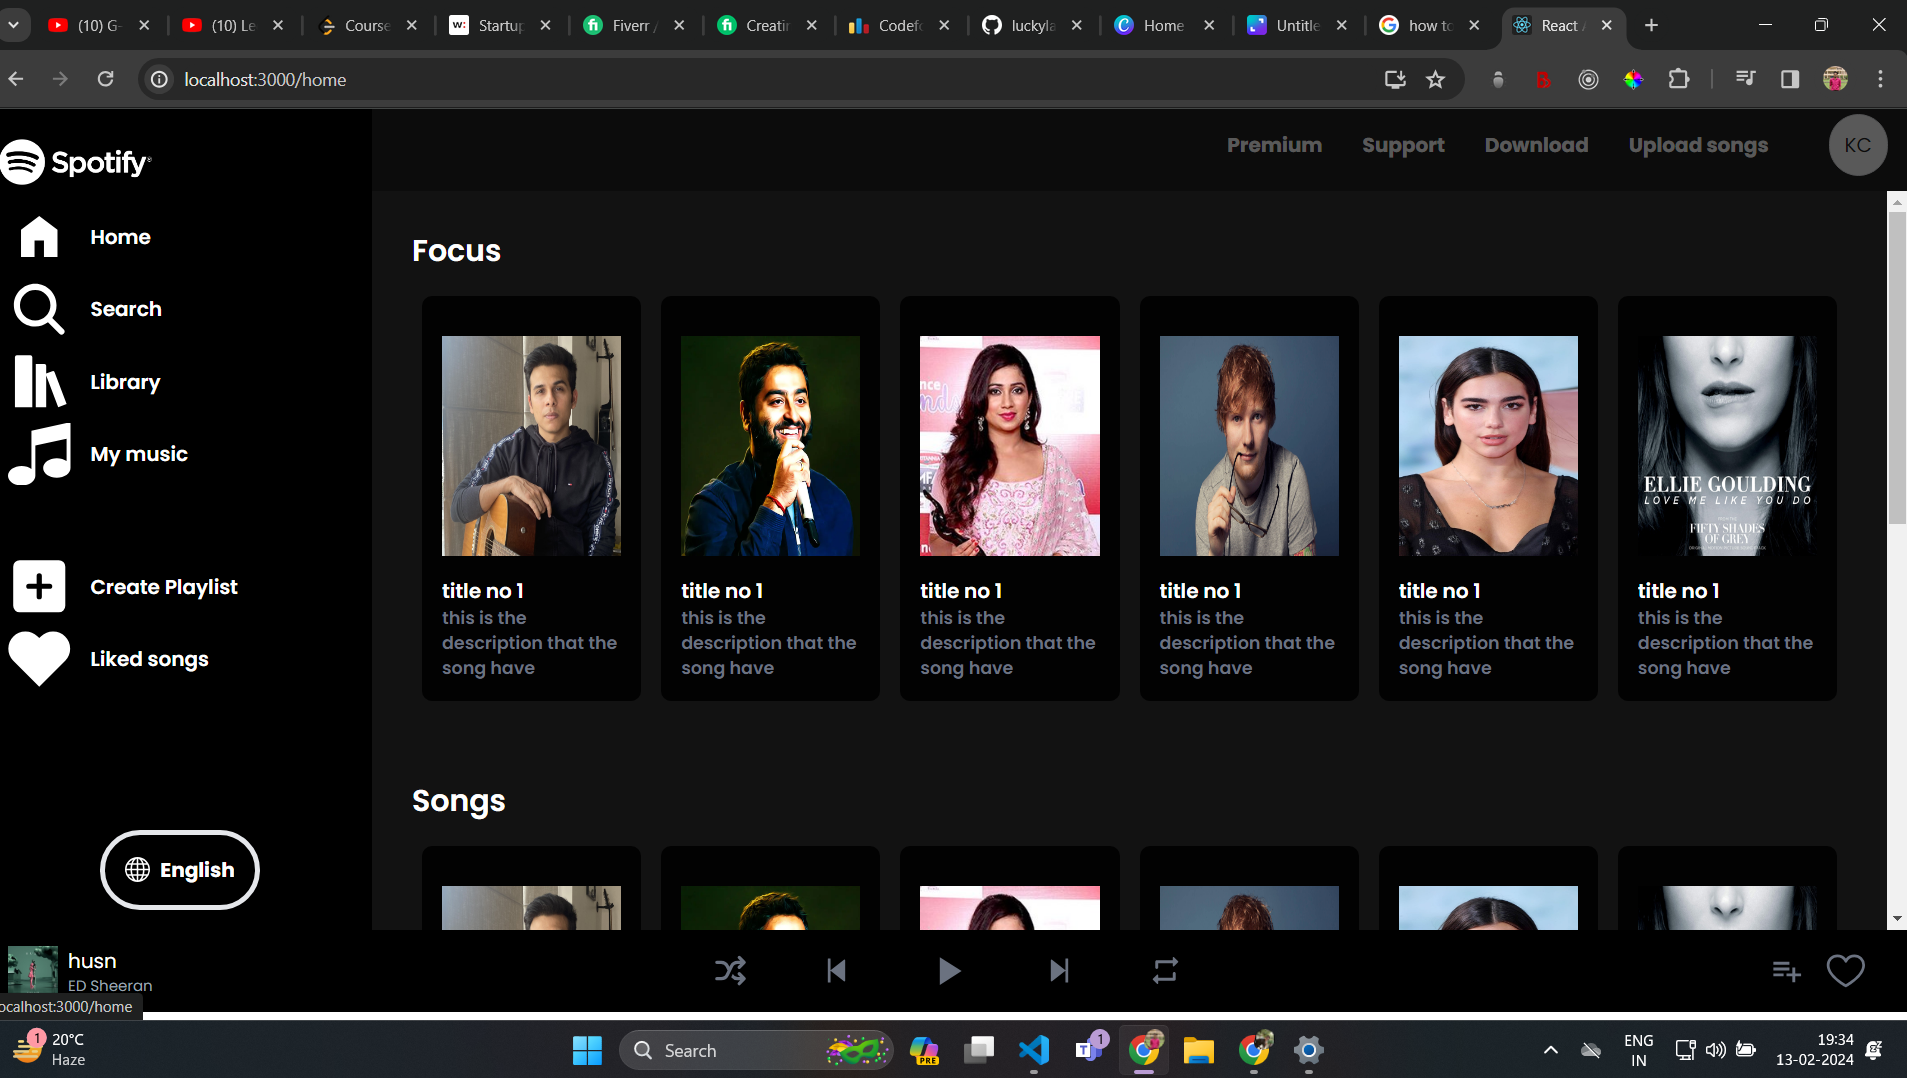 (10) G-
(10) Le
Course
Startup
Fiverr /
Creatin
Codefo
luckyla
Home
Untitle
how to
React A
localhost:3000/home
Spotify
Premium
Support
Download
Upload songs
KC
Home
Search
Library
My music
Create Playlist
Liked songs
English
Focus
ELLIE GOULDING
LOVE ME LIKE YOU DO
FIFTY SHADES
OF GREY
title no 1
this is the
description that the
song have
title no 1
this is the
description that the
song have
title no 1
this is the
description that the
song have
title no 1
this is the
description that the
song have
title no 1
this is the
description that the
song have
title no 1
this is the
description that the
song have
Songs
husn
ED Sheeran
ocalhost:3000/home
1
20°C
Haze
Search
PRE
1
ENG
IN
19:34
13-02-2024